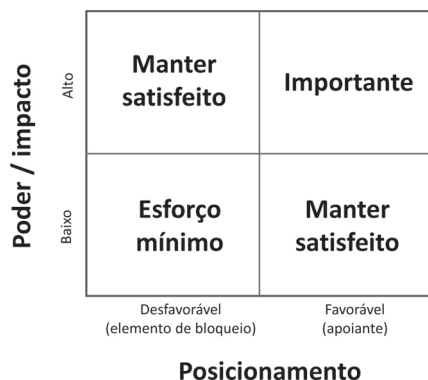 Poder / impacto
Alto
Baixo
Manter
satisfeito
Importante
Esforço
mínimo
Manter
satisfeito
Desfavorável
(elemento de bloqueio)
Favorável
(apoiante)
Posicionamento